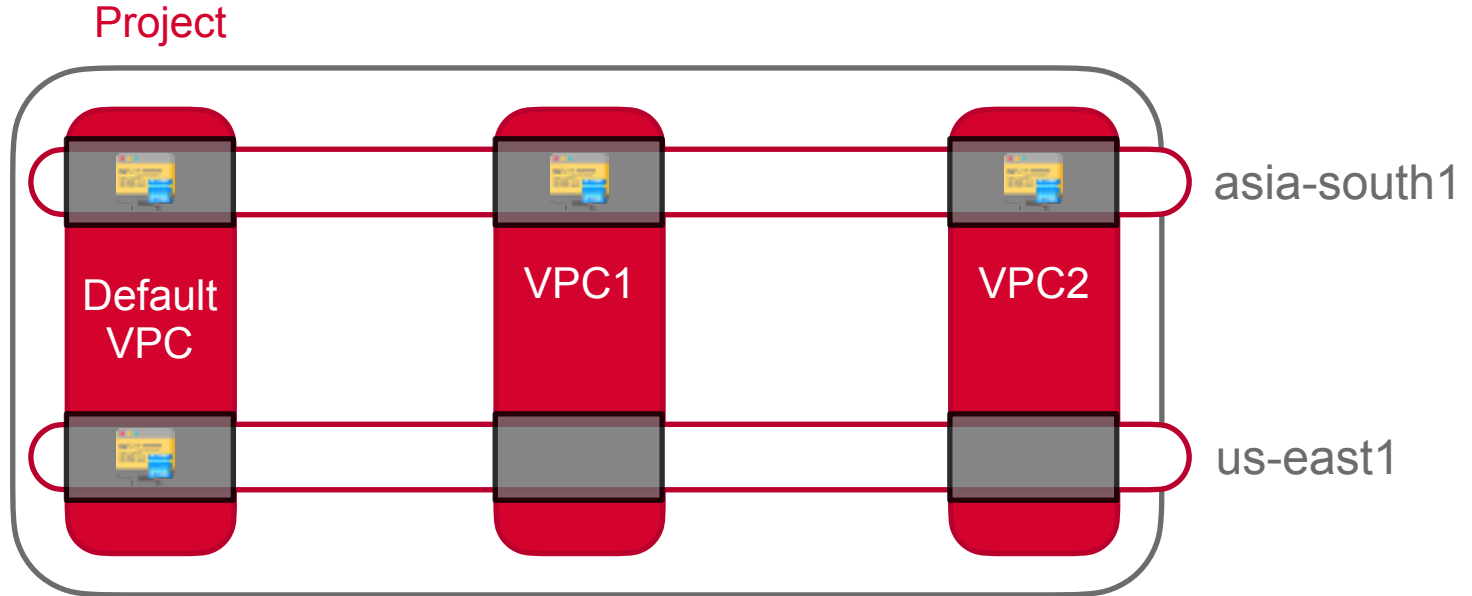 Project
asia-south1
Default
VPC
VPC1
VPC2
us-east1